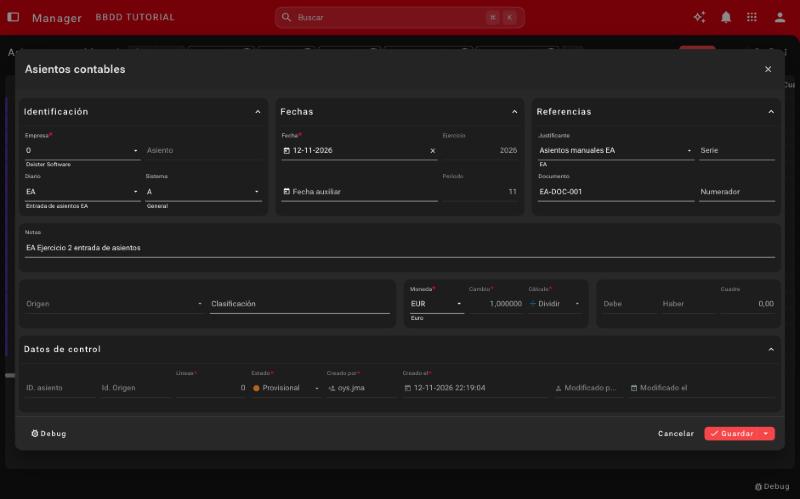 Manager BBDD TUTORIAL Buscar ⌘ K
Asientos contables
Identificación
Empresa*
0 Asiento
Deister Software
Diario Sistema
EA A
Entrada de asientos EA General
Fechas
Fecha* Ejercicio
12-11-2026 2026
Periodo
Fecha auxiliar 11
Referencias
Justificante
Asientos manuales EA Serie
EA
Documento
EA-DOC-001 Numerador
Notas
EA Ejercicio 2 entrada de asientos
Origen Clasificación
Moneda* Cambio* Cálculo*
EUR 1,000000 Dividir
Euro
Cuadre
Debe Haber 0,00
Datos de control
Líneas* Estado* Creado por* Creado el*
ID. asiento Id. Origen 0 Provisional oys.jma 12-11-2026 22:19:04 Modificado p... Modificado el
Debug Cancelar Guardar
Debug